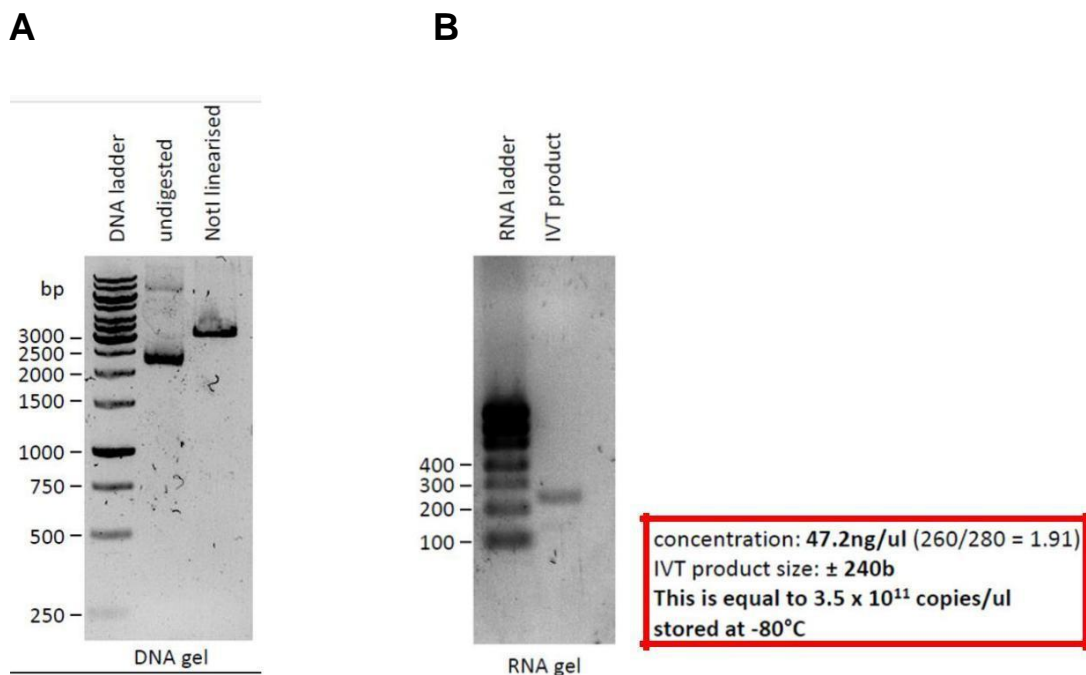 A
B
DNA ladder
undigested
NotI linearised
bp
3000
2500
2000
1500
1000
750
500
250
DNA gel
RNA ladder
IVT product
400
300
200
100
RNA gel
concentration: 47.2ng/ul (260/280 = 1.91)
IVT product size: ± 240b
This is equal to 3.5 x 10¹¹ copies/ul
stored at -80°C